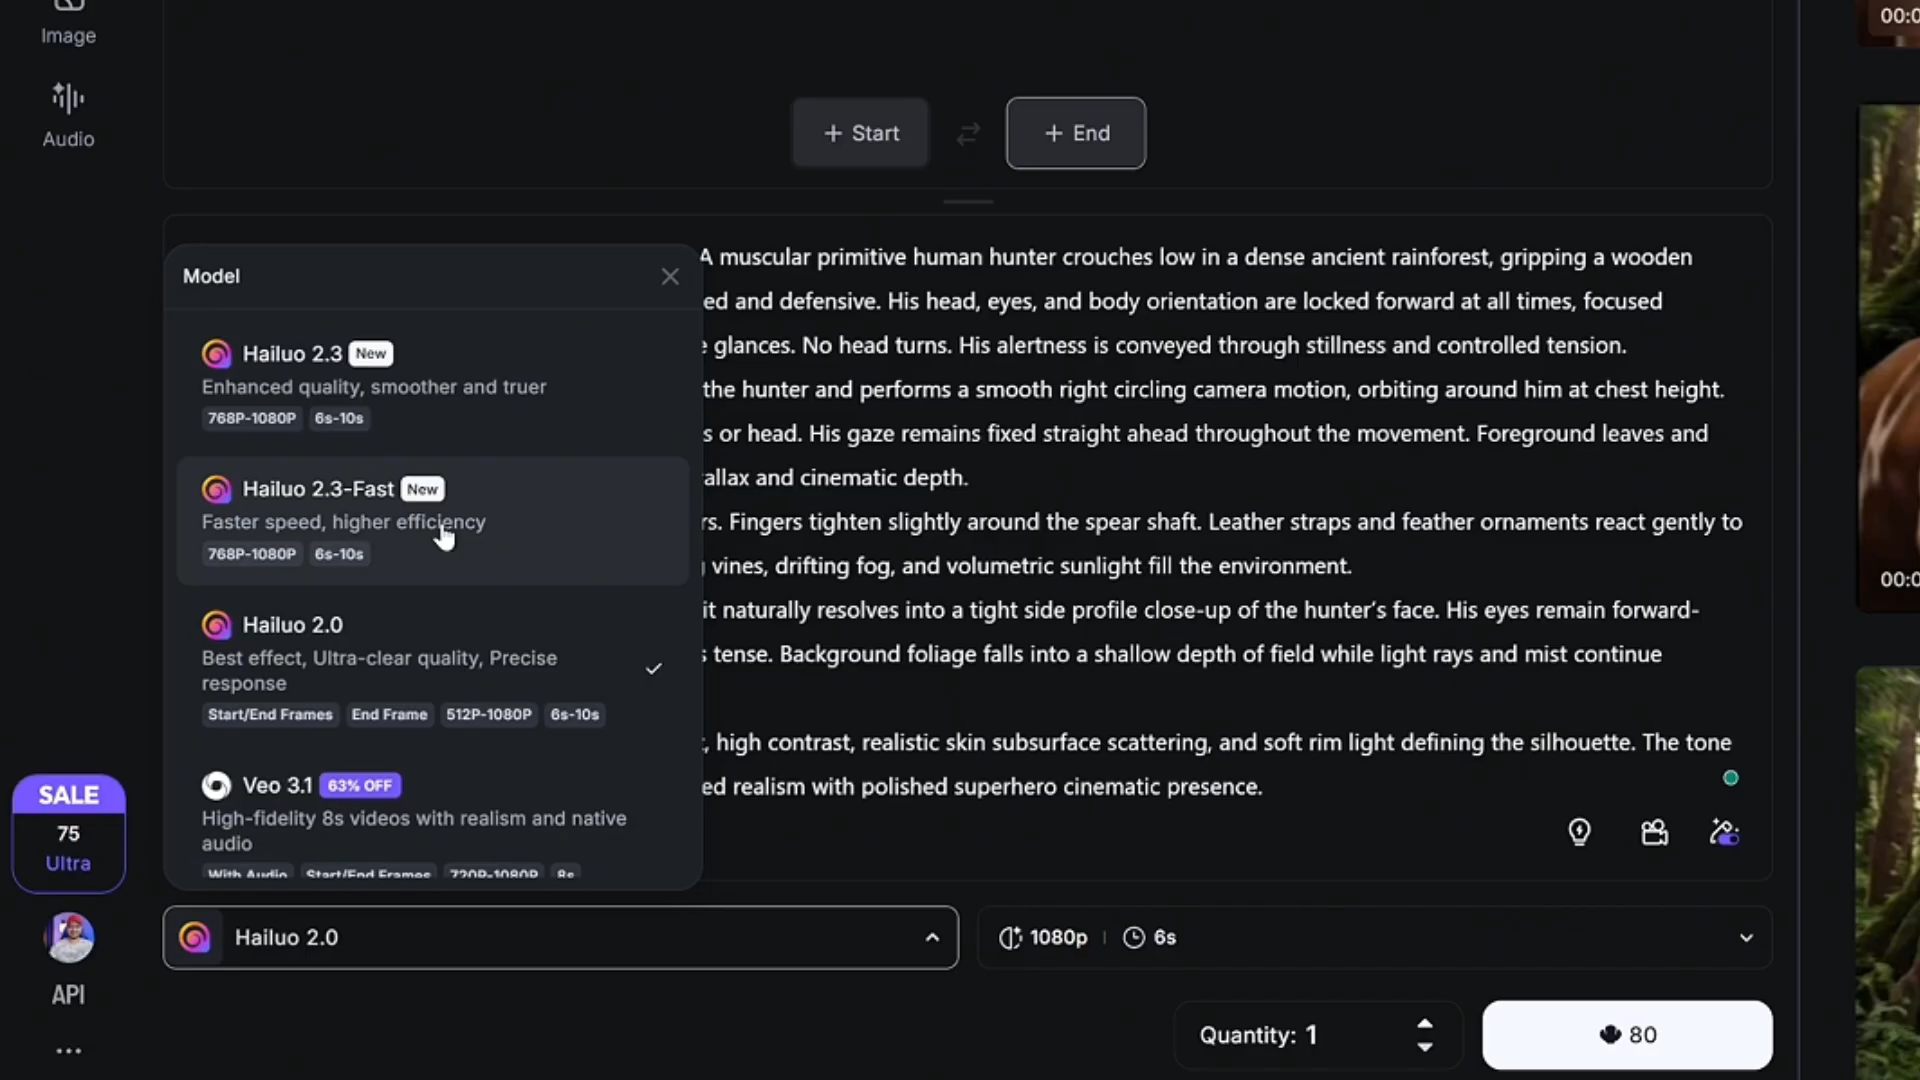 Image
Audio
+ Start
+ End
Model
Hailuo 2.3 New
Enhanced quality, smoother and truer
768P-1080P 6s-10s
Hailuo 2.3-Fast New
Faster speed, higher efficiency
768P-1080P 6s-10s
Hailuo 2.0
Best effect, Ultra-clear quality, Precise
response
Start/End Frames End Frame 512P-1080P 6s-10s
Veo 3.1 63% OFF
High-fidelity 8s videos with realism and native
audio
With Audio Start/End Frames 720P-1080P 8s
A muscular primitive human hunter crouches low in a dense ancient rainforest, gripping a wooden
ed and defensive. His head, eyes, and body orientation are locked forward at all times, focused
glances. No head turns. His alertness is conveyed through stillness and controlled tension.
the hunter and performs a smooth right circling camera motion, orbiting around him at chest height.
s or head. His gaze remains fixed straight ahead throughout the movement. Foreground leaves and
allax and cinematic depth.
rs. Fingers tighten slightly around the spear shaft. Leather straps and feather ornaments react gently to
vines, drifting fog, and volumetric sunlight fill the environment.
it naturally resolves into a tight side profile close-up of the hunter’s face. His eyes remain forward-
s tense. Background foliage falls into a shallow depth of field while light rays and mist continue
, high contrast, realistic skin subsurface scattering, and soft rim light defining the silhouette. The tone
ed realism with polished superhero cinematic presence.
SALE
75
Ultra
API
Hailuo 2.0
1080p 6s
Quantity: 1
80
00:0
00:0